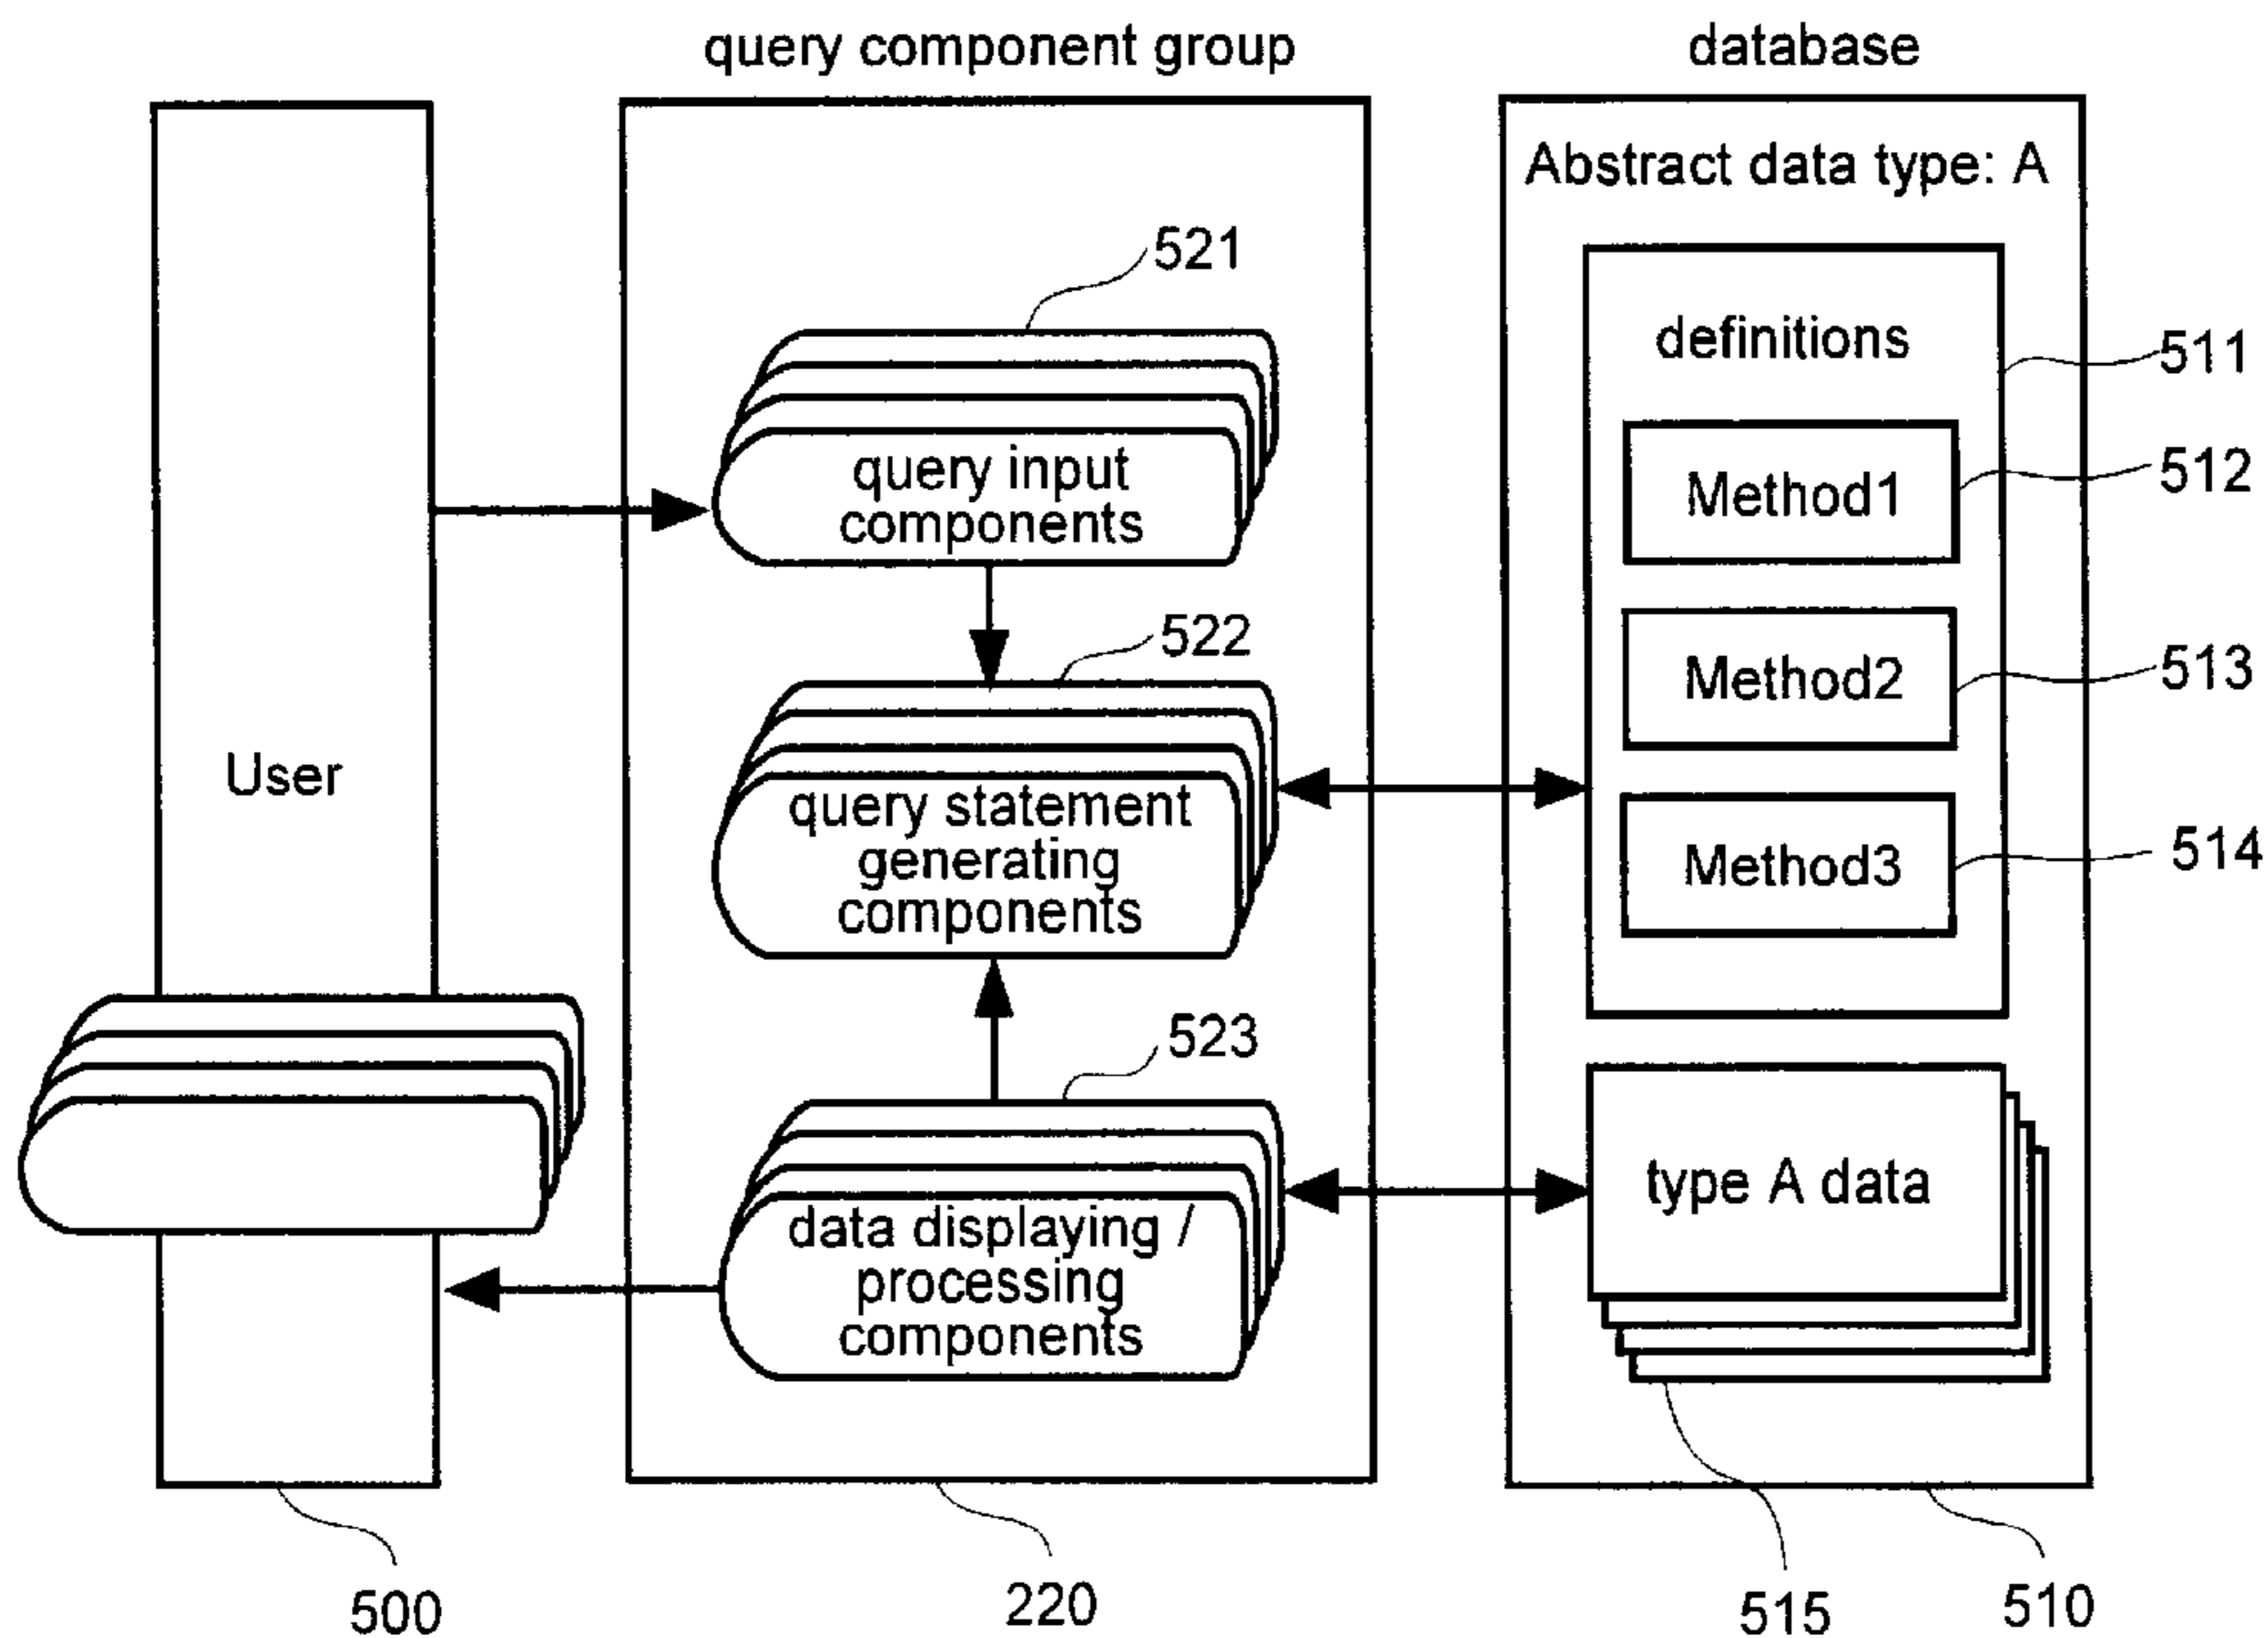 query component group
database
Abstract data type: A
521
definitions
511
query input
components
Method1
512
522
Method2
513
User
query statement
generating
components
Method3
514
523
type A data
data displaying /
processing
components
500
220
515
510